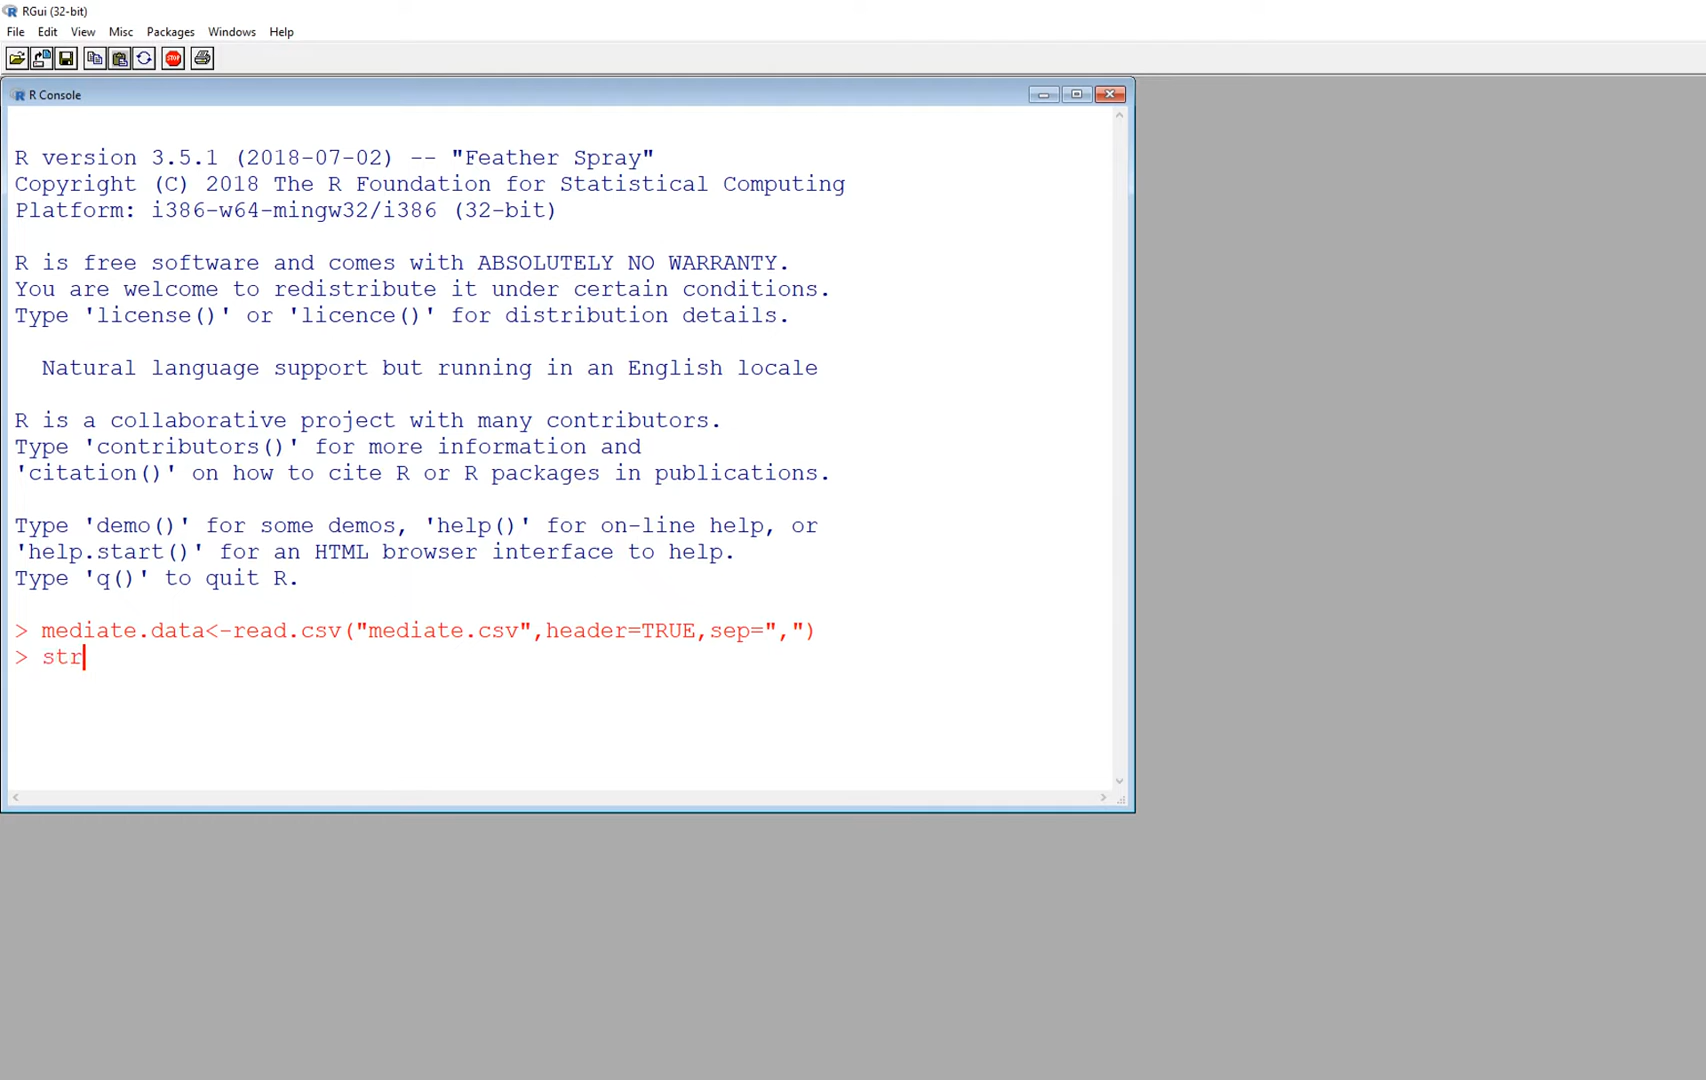 RGui (32-bit)
File Edit View Misc Packages Windows Help
STOP
R Console
R version 3.5.1 (2018-07-02) -- "Feather Spray"
Copyright (C) 2018 The R Foundation for Statistical Computing
Platform: i386-w64-mingw32/i386 (32-bit)
R is free software and comes with ABSOLUTELY NO WARRANTY.
You are welcome to redistribute it under certain conditions.
Type 'license()' or 'licence()' for distribution details.
Natural language support but running in an English locale
R is a collaborative project with many contributors.
Type 'contributors()' for more information and
'citation()' on how to cite R or R packages in publications.
Type 'demo()' for some demos, 'help()' for on-line help, or
'help.start()' for an HTML browser interface to help.
Type 'q()' to quit R.
> mediate.data<-read.csv("mediate.csv",header=TRUE,sep=",")
> str